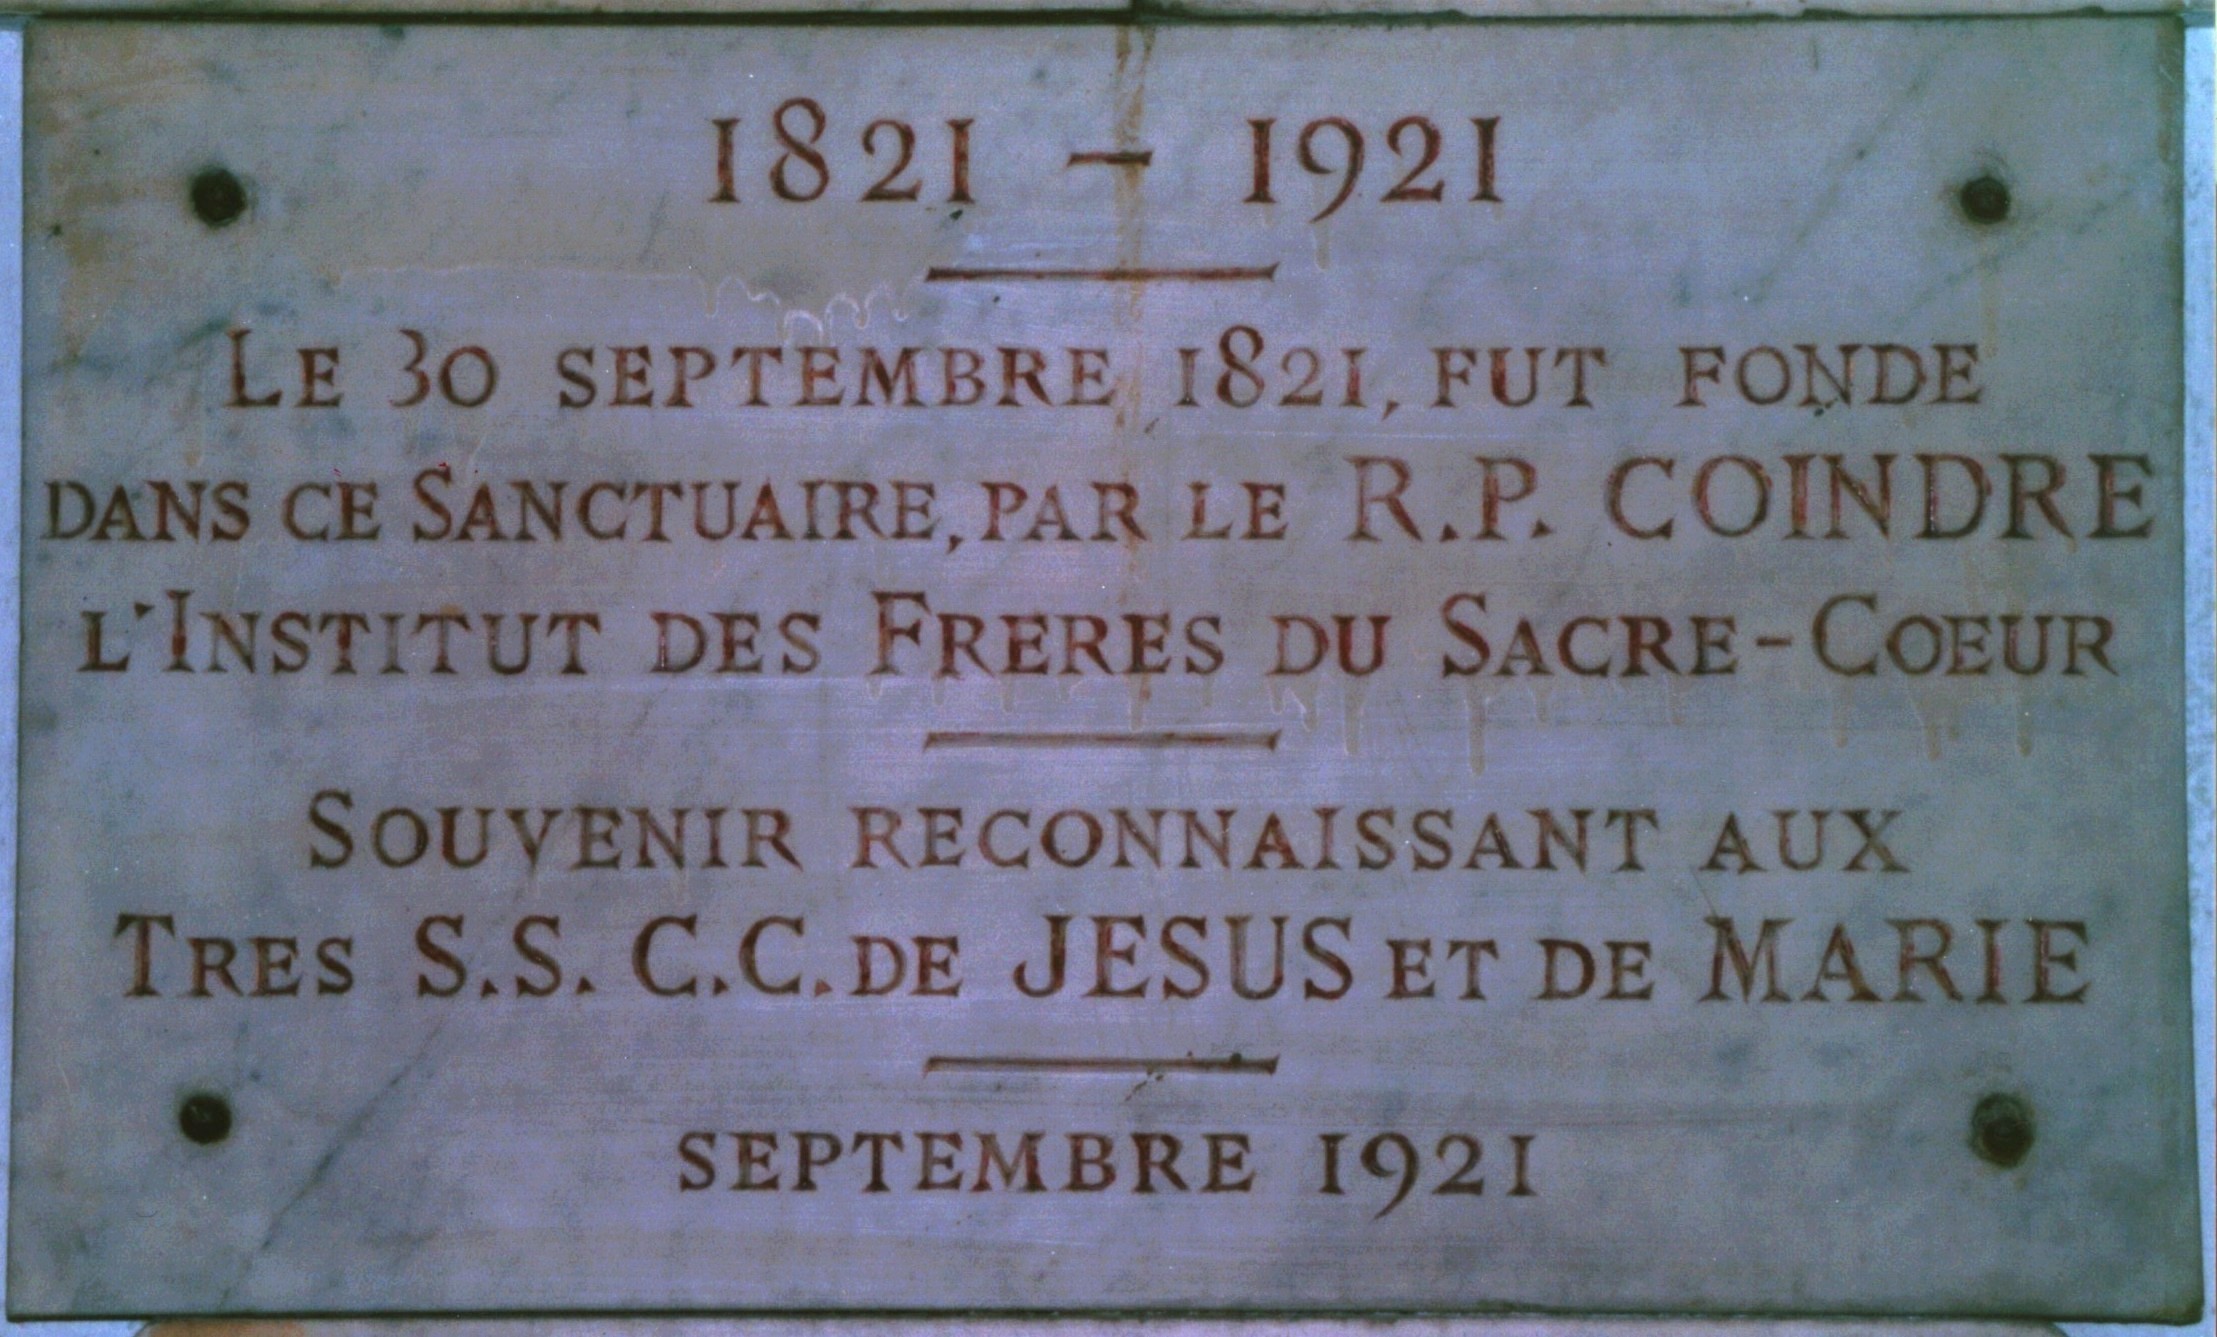 1821 – 1921
LE 30 SEPTEMBRE 1821, FUT FONDE
DANS CE SANCTUAIRE, PAR LE R.P. COINDRE
L'INSTITUT DES FRERES DU SACRE-COEUR
SOUVENIR RECONNAISSANT AUX
TRES S.S. C.C. DE JESUS ET DE MARIE
SEPTEMBRE 1921